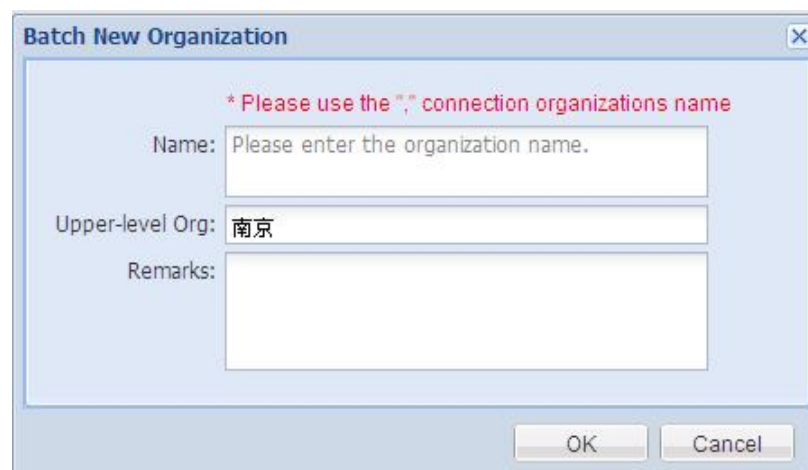 Batch New Organization
* Please use the "," connection organizations name
Name: Please enter the organization name.
Upper-level Org: 南京
Remarks:
OK Cancel